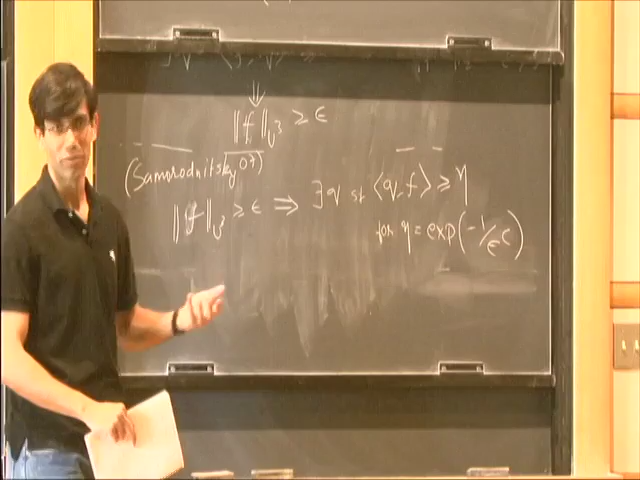 ⇓
‖f‖_{U^3} ≥ ε
(Samorodnitsky 07)
‖f‖_{U^3} ≥ ε ⇒ ∃ q st ⟨q, f⟩ ≥ η
for η = exp(-1/ε^C)